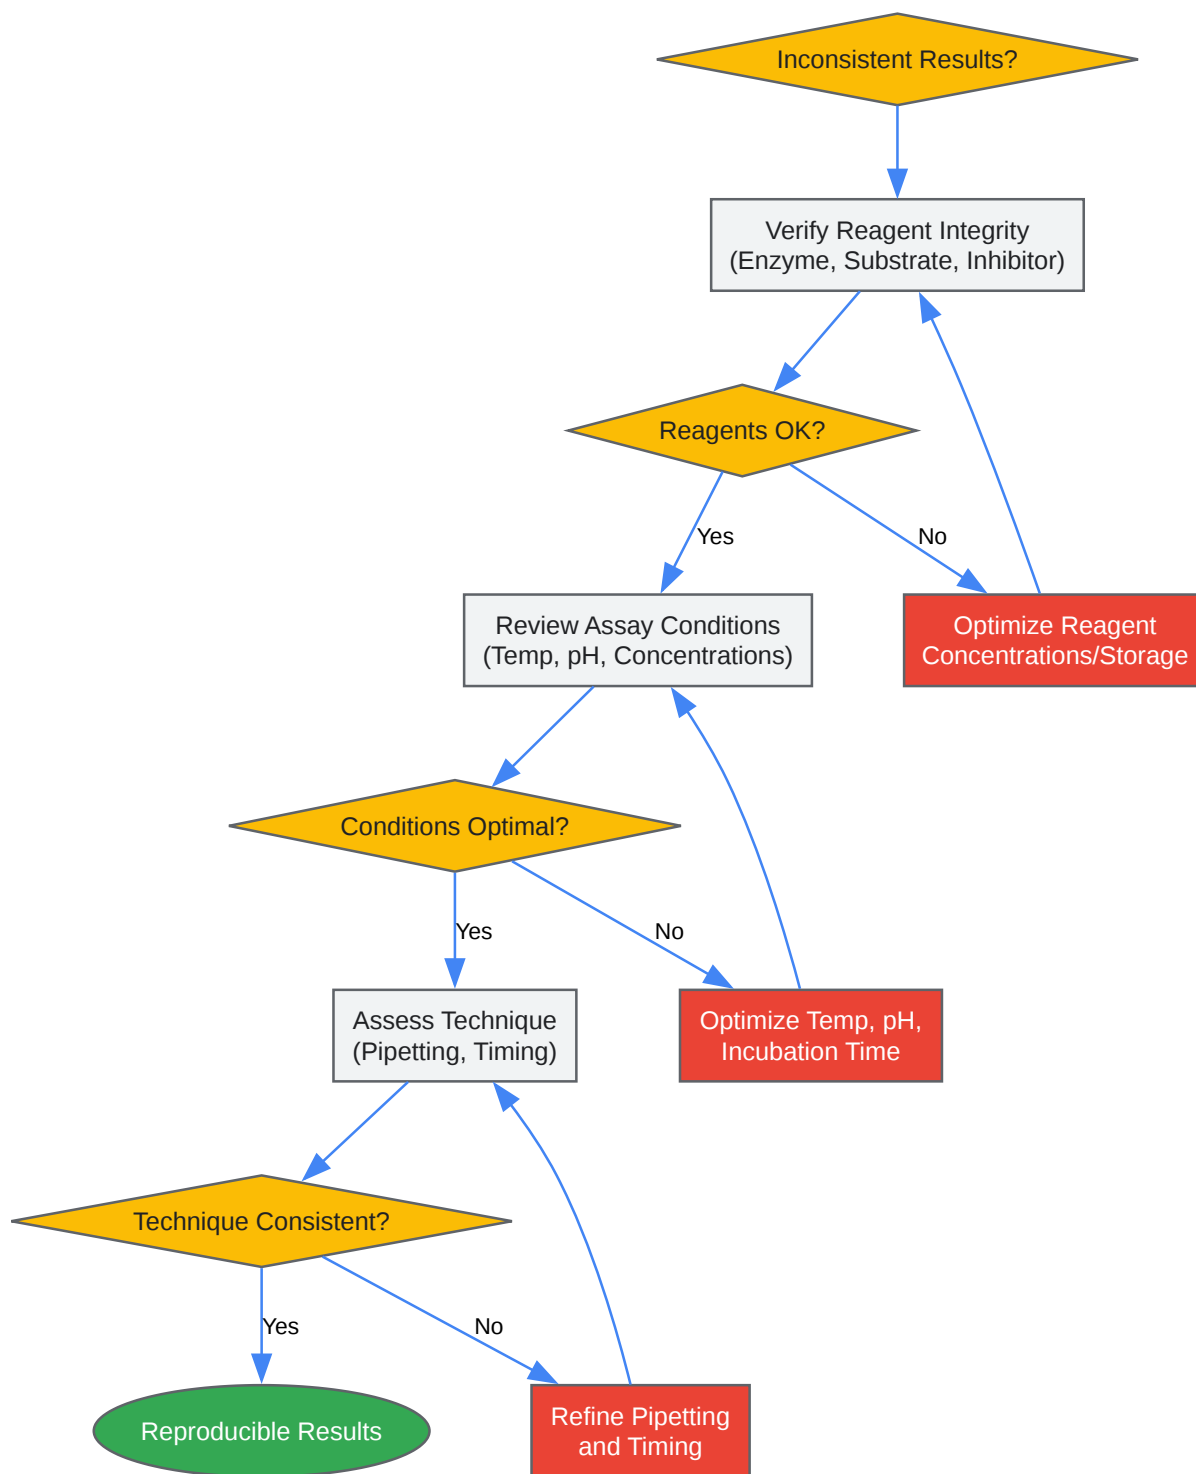 Inconsistent Results?
Verify Reagent Integrity
(Enzyme, Substrate, Inhibitor)
Reagents OK?
Yes
No
Review Assay Conditions
(Temp, pH, Concentrations)
Optimize Reagent
Concentrations/Storage
Conditions Optimal?
Yes
No
Assess Technique
(Pipetting, Timing)
Optimize Temp, pH,
Incubation Time
Technique Consistent?
Yes
No
Reproducible Results
Refine Pipetting
and Timing